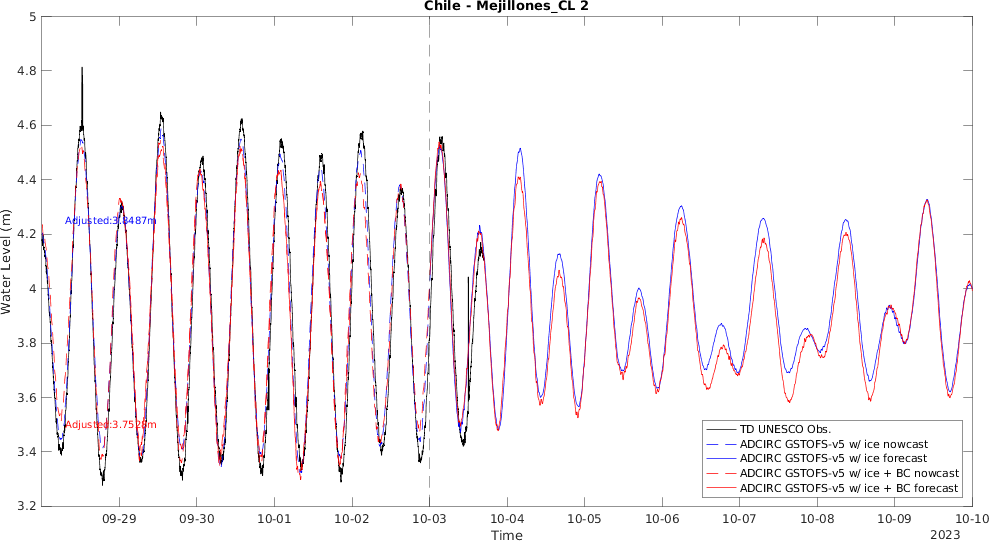 Chile - Mejillones_CL 2
5
4.8
4.6
4.4
4.2
4
3.8
3.6
3.4
3.2
Water Level (m)
Adjusted:3.8487m
Adjusted:3.7528m
TD UNESCO Obs.
ADCIRC GSTOFS-v5 w/ ice nowcast
ADCIRC GSTOFS-v5 w/ ice forecast
ADCIRC GSTOFS-v5 w/ ice + BC nowcast
ADCIRC GSTOFS-v5 w/ ice + BC forecast
09-29 09-30 10-01 10-02 10-03 10-04 10-05 10-06 10-07 10-08 10-09 10-10
Time
2023